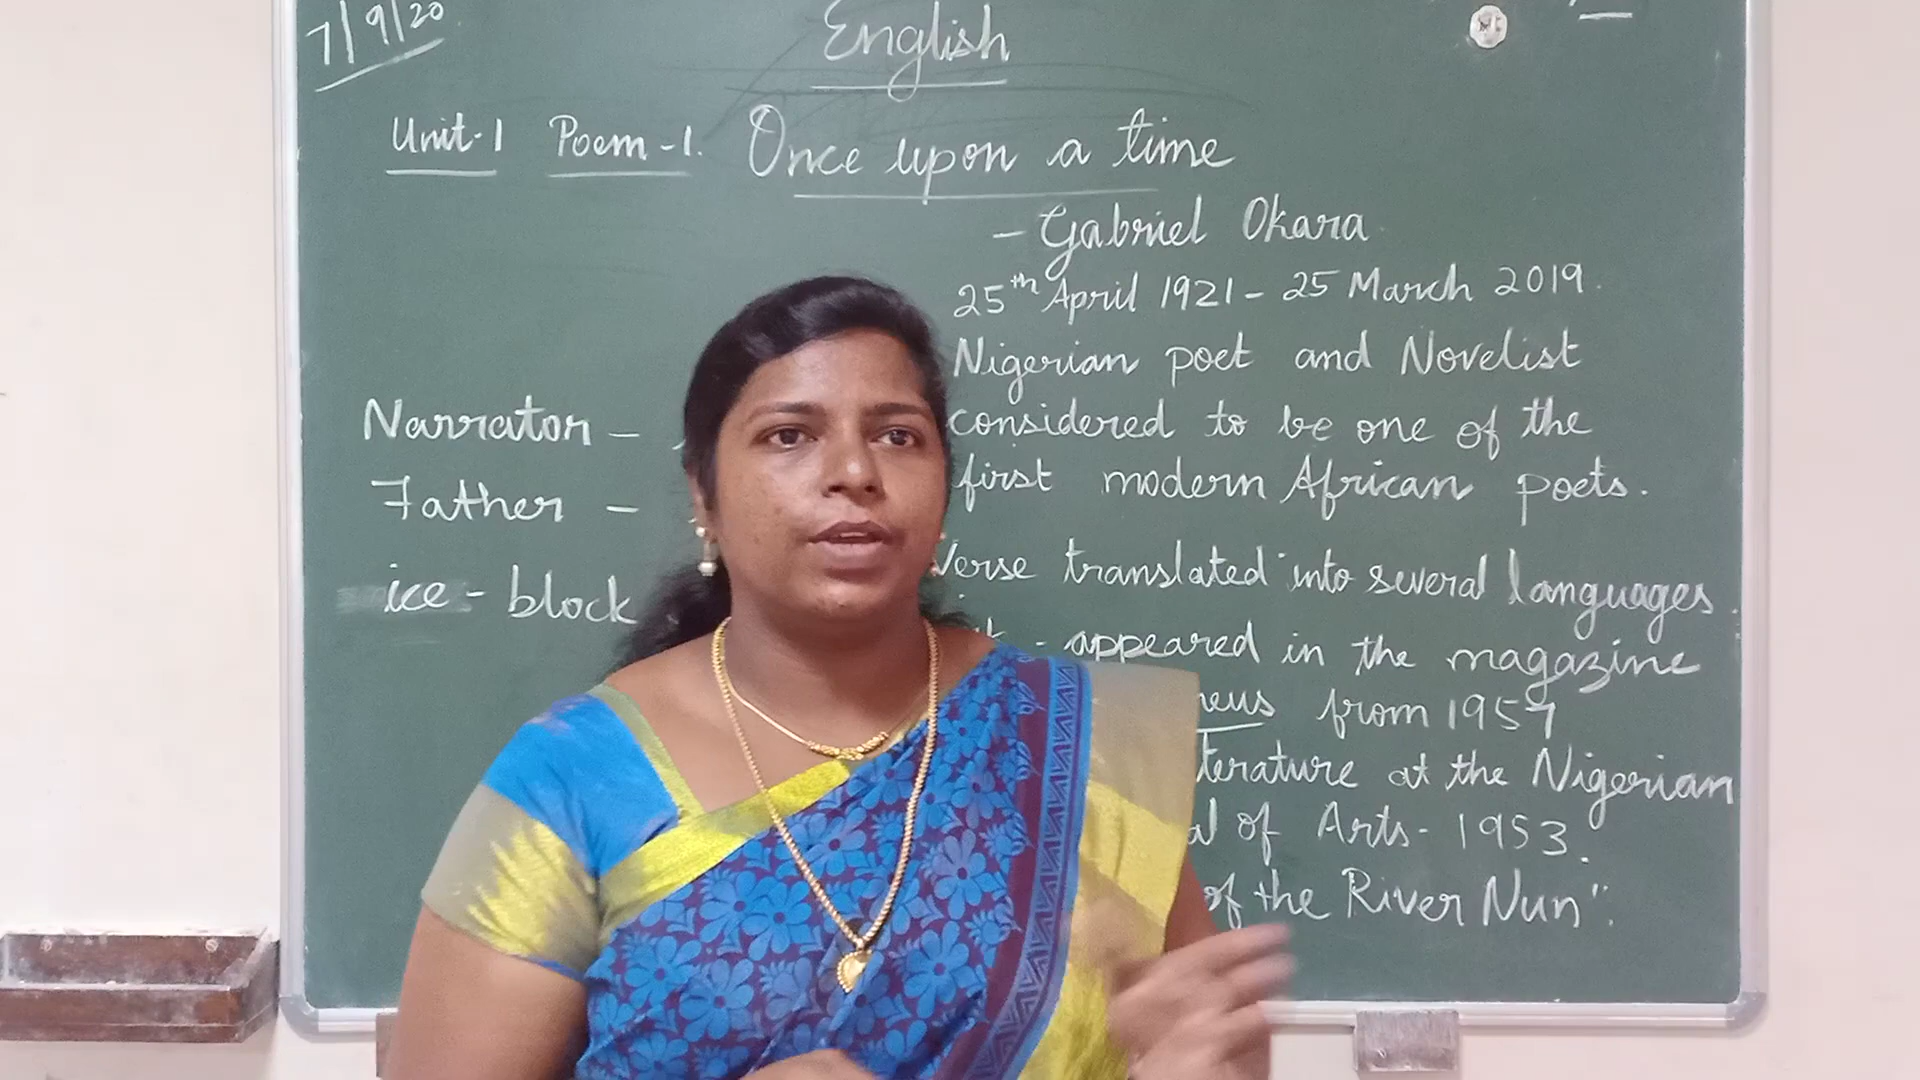 7/9/20
English
Unit-1 Poem-1. Once upon a time
- Gabriel Okara
25th April 1921 - 25 March 2019.
Nigerian poet and Novelist
Narrator - considered to be one of the
first modern African poets.
Father -
Verse translated into several languages.
ice - block
- appeared in the magazine
from 1957
at the Nigerian
of Arts - 1953.
of the River Nun".